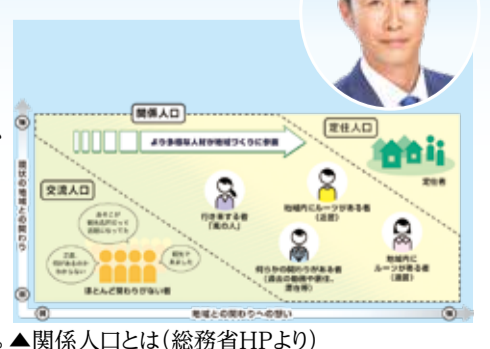 関係人口
定住人口
より多様な人材が地域づくりに参画
交流人口
定住者
行き来する者
「風の人」
地域内にルーツがある者
(近居)
何らかの関わりがある者
(過去の勤務や居住、
滞在等)
地域内に
ルーツがある者
(遠居)
ほとんど関わりがない者
現状の地域との関わり
強
弱
弱
地域との関わりへの想い
強
▲関係人口とは(総務省HPより)